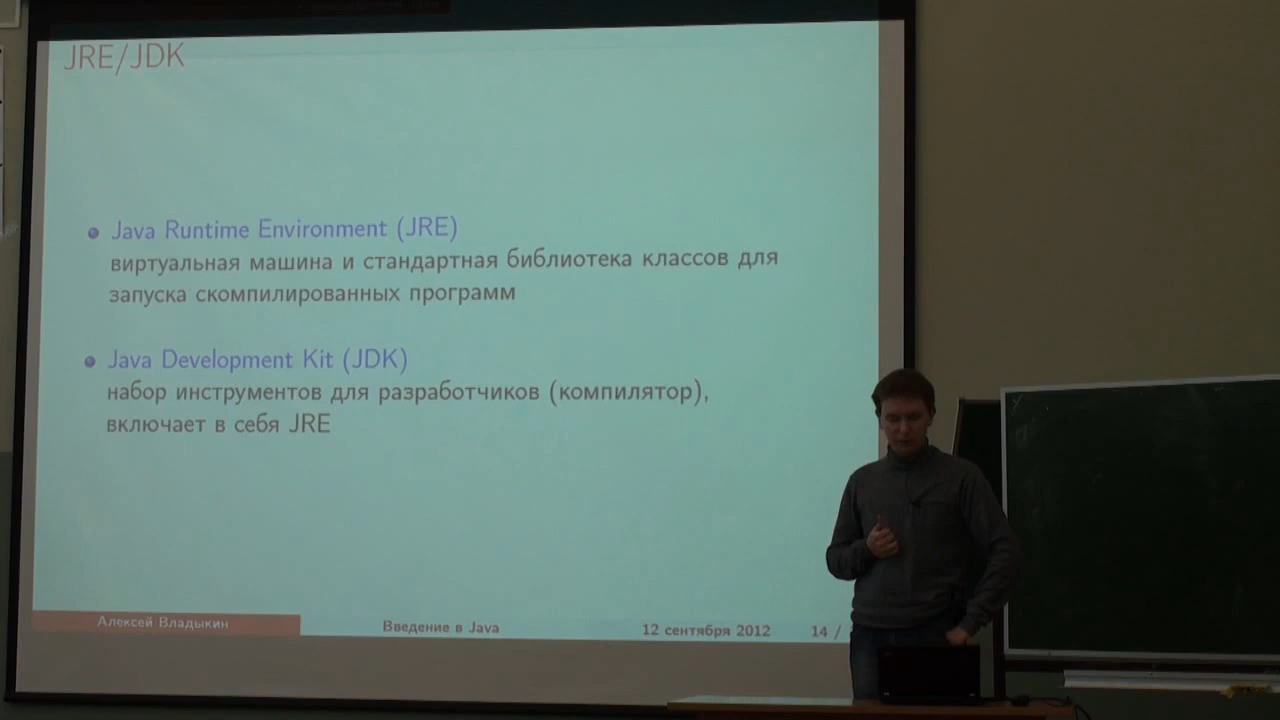 JRE/JDK
Java Runtime Environment (JRE)
виртуальная машина и стандартная библиотека классов для
запуска скомпилированных программ
Java Development Kit (JDK)
набор инструментов для разработчиков (компилятор),
включает в себя JRE
Алексей Владыкин
Введение в Java
12 сентября 2012
14 /